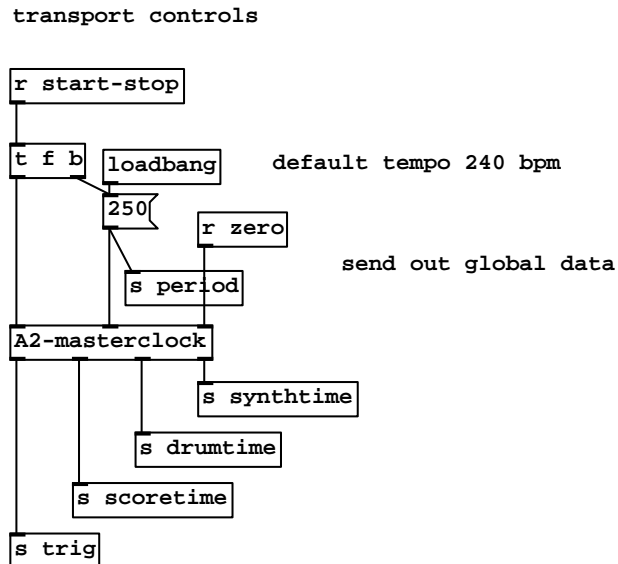 transport controls
r start-stop
t f b
loadbang
default tempo 240 bpm
250
r zero
send out global data
s period
A2-masterclock
s synthtime
s drumtime
s scoretime
s trig